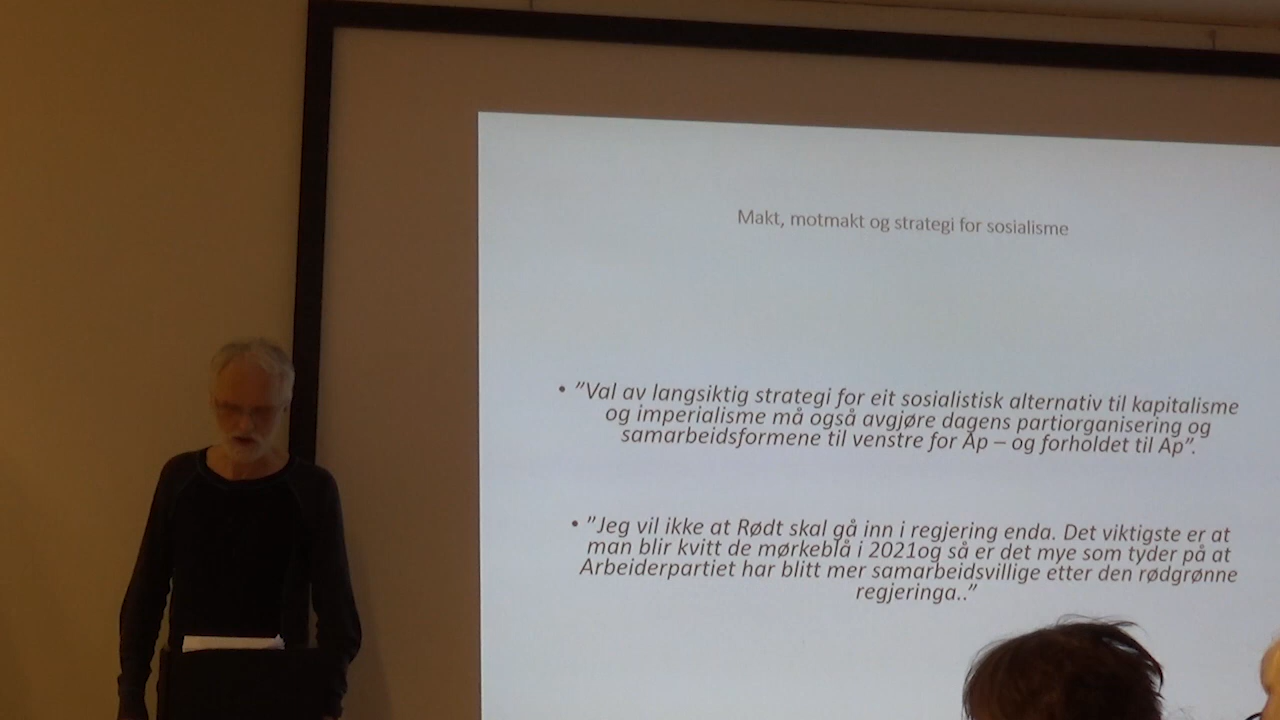 Makt, motmakt og strategi for sosialisme
• ”Val av langsiktig strategi for eit sosialistisk alternativ til kapitalisme
og imperialisme må også avgjøre dagens partiorganisering og
samarbeidsformene til venstre for Ap – og forholdet til Ap”.
• ”Jeg vil ikke at Rødt skal gå inn i regjering enda. Det viktigste er at
man blir kvitt de mørkeblå i 2021og så er det mye som tyder på at
Arbeiderpartiet har blitt mer samarbeidsvillige etter den rødgrønne
regjeringa..”